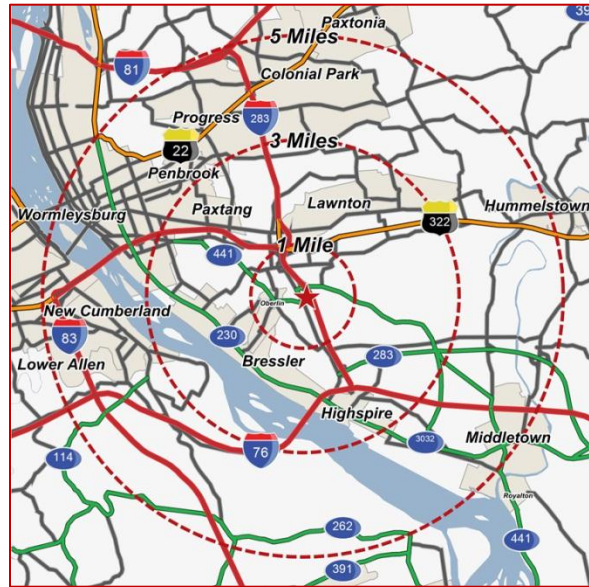 Paxtonia
39
5 Miles
81
Colonial Park
Progress
283
22
3 Miles
Penbrook
Wormleysburg
Paxtang
Lawnton
322
Hummelstown
1 Mile
441
Oberlin
New Cumberland
230
83
Bressler
283
Lower Allen
Highspire
Middletown
3032
76
114
Royalton
262
441
391